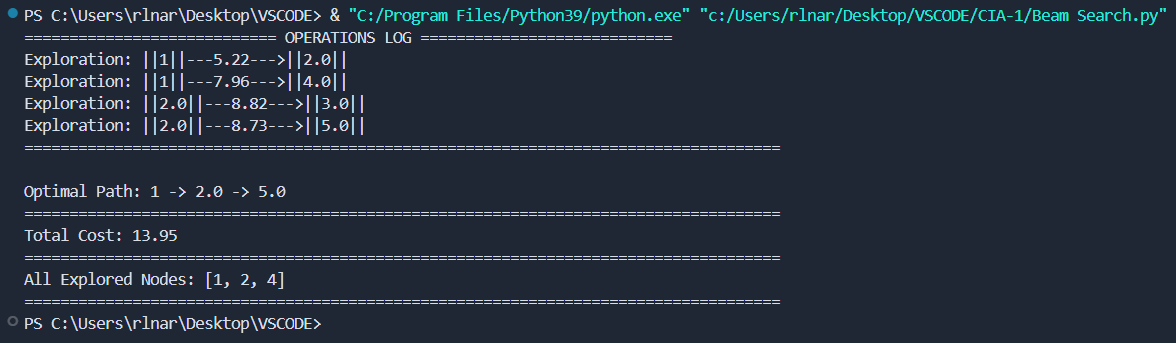 PS C:\Users\rlnar\Desktop\VSCODE> & "C:/Program Files/Python39/python.exe" "c:/Users/rlnar/Desktop/VSCODE/CIA-1/Beam Search.py"
============================ OPERATIONS LOG ============================
Exploration: ||1||---5.22--->||2.0||
Exploration: ||1||---7.96--->||4.0||
Exploration: ||2.0||---8.82--->||3.0||
Exploration: ||2.0||---8.73--->||5.0||
====================================================================================
Optimal Path: 1 -> 2.0 -> 5.0
====================================================================================
Total Cost: 13.95
====================================================================================
All Explored Nodes: [1, 2, 4]
====================================================================================
PS C:\Users\rlnar\Desktop\VSCODE>